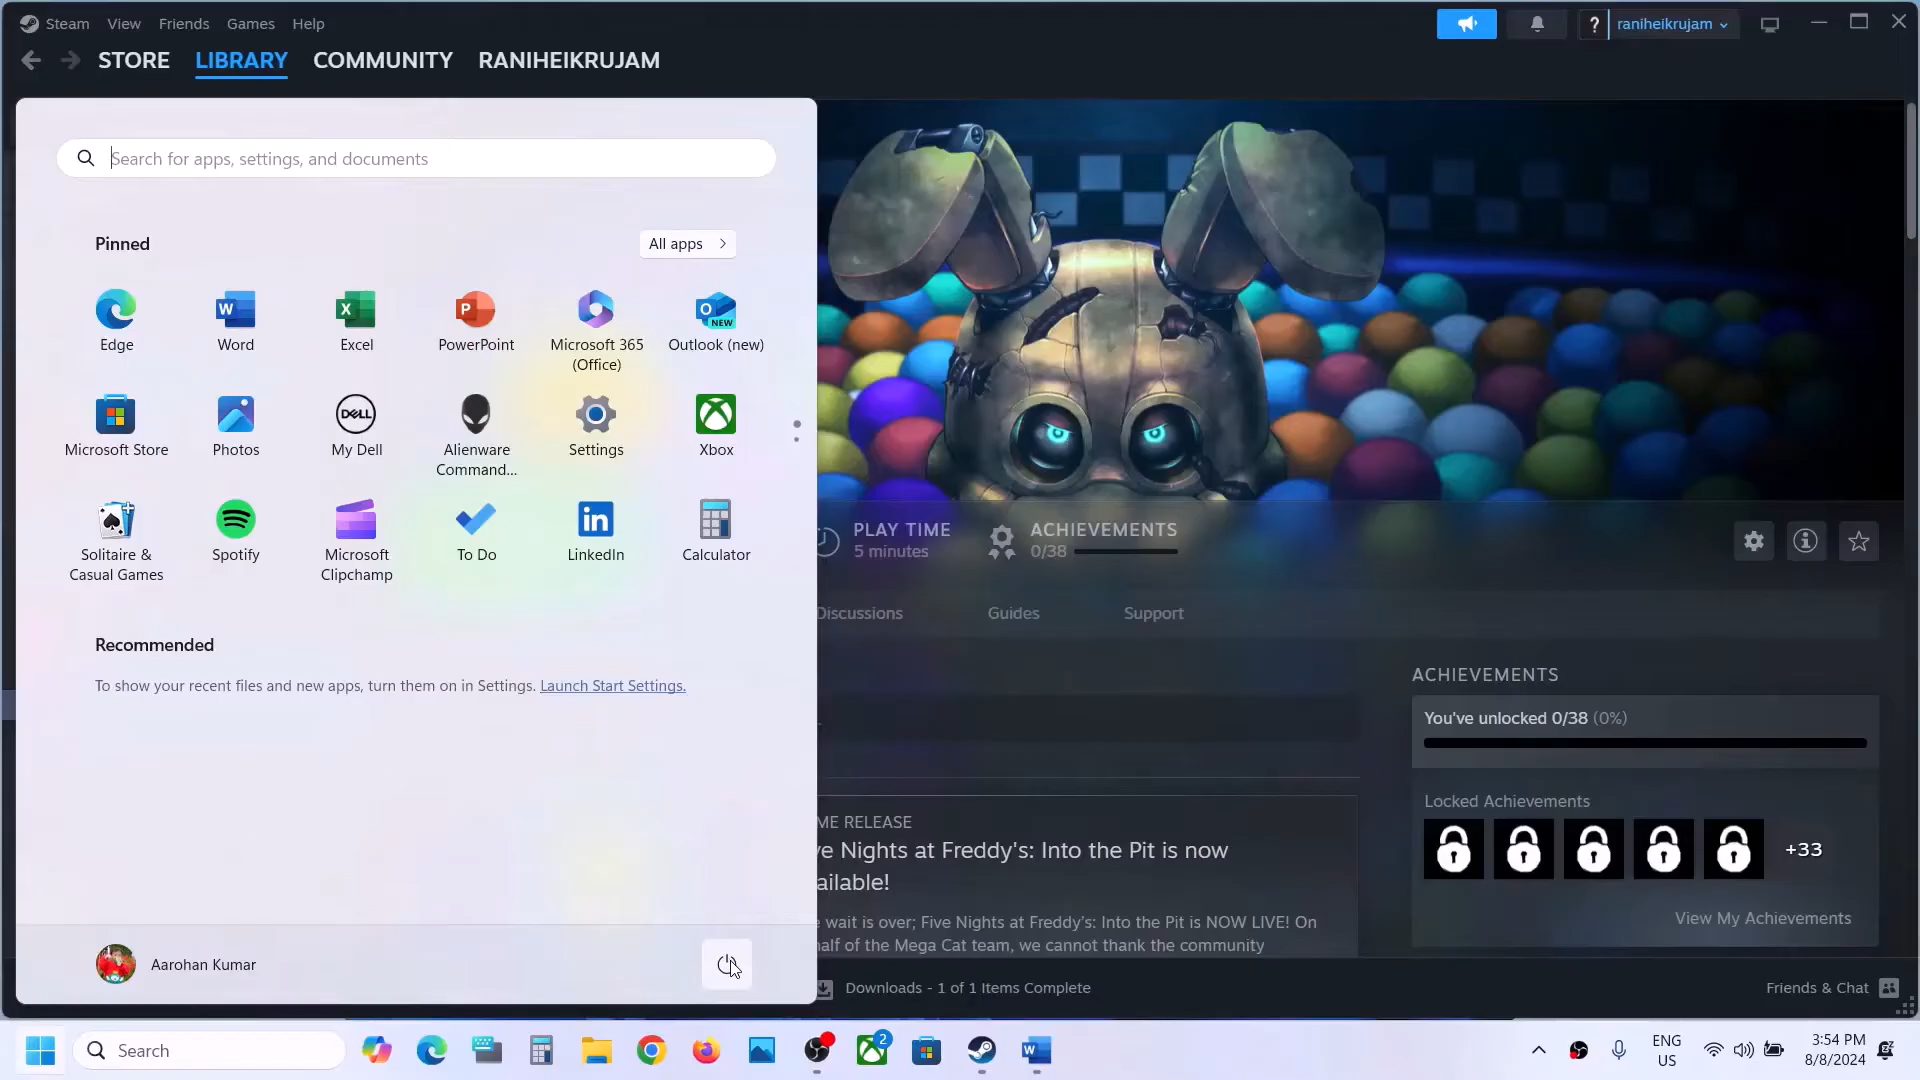 Steam View Friends Games Help
? raniheikrujam
STORE LIBRARY COMMUNITY RANIHEIKRUJAM
Search for apps, settings, and documents
Pinned
All apps
Edge
Word
Excel
PowerPoint
Microsoft 365
(Office)
NEW
Outlook (new)
Microsoft Store
Photos
DELL
My Dell
Alienware
Command...
Settings
Xbox
Solitaire &
Casual Games
Spotify
Microsoft
Clipchamp
To Do
in
LinkedIn
Calculator
Recommended
To show your recent files and new apps, turn them on in Settings. Launch Start Settings.
Aarohan Kumar
PLAY TIME
5 minutes
ACHIEVEMENTS
0/38
Discussions Guides Support
ACHIEVEMENTS
You've unlocked 0/38 (0%)
Locked Achievements
+33
View My Achievements
ME RELEASE
ve Nights at Freddy's: Into the Pit is now
ailable!
e wait is over; Five Nights at Freddy's: Into the Pit is NOW LIVE! On
half of the Mega Cat team, we cannot thank the community
Downloads - 1 of 1 Items Complete
Friends & Chat
Search
2
ENG
US
3:54 PM
8/8/2024